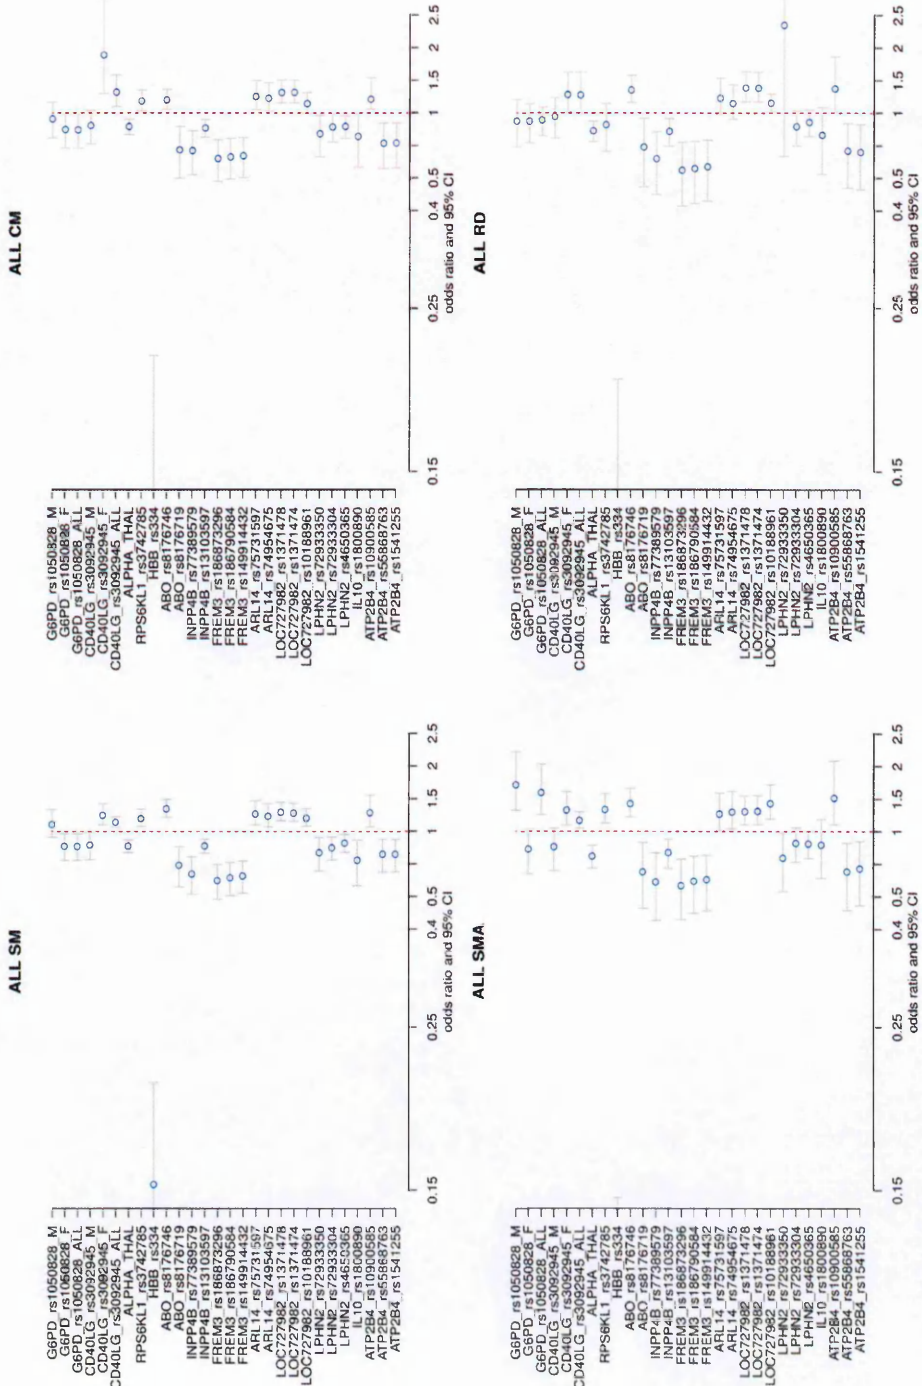 ALL SM
G6PD_rs1050828_M
G6PD_rs1050828_F
G6PD_rs1050828_ALL
CD40LG_rs3092945_M
CD40LG_rs3092945_F
CD40LG_rs3092945_ALL
ALPHA_THAL
RPS6KL1_rs3742785
HBB_rs334
ABO_rs8176746
ABO_rs8176719
INPP4B_rs77389579
INPP4B_rs13103597
FREM3_rs186873296
FREM3_rs186790584
FREM3_rs149914432
ARL14_rs75731597
ARL14_rs74954675
LOC727982_rs1371478
LOC727982_rs1371474
LOC727982_rs10188961
LPHN2_rs72933350
LPHN2_rs72933304
LPHN2_rs4650365
IL10_rs1800890
ATP2B4_rs10900585
ATP2B4_rs55868763
ATP2B4_rs1541255
0.15 0.25 0.4 0.5 1 1.5 2 2.5
odds ratio and 95% CI
ALL CM
G6PD_rs1050828_M
G6PD_rs1050828_F
G6PD_rs1050828_ALL
CD40LG_rs3092945_M
CD40LG_rs3092945_F
CD40LG_rs3092945_ALL
ALPHA_THAL
RPS6KL1_rs3742785
HBB_rs334
ABO_rs8176746
ABO_rs8176719
INPP4B_rs77389579
INPP4B_rs13103597
FREM3_rs186873296
FREM3_rs186790584
FREM3_rs149914432
ARL14_rs75731597
ARL14_rs74954675
LOC727982_rs1371478
LOC727982_rs1371474
LOC727982_rs10188961
LPHN2_rs72933350
LPHN2_rs72933304
LPHN2_rs4650365
IL10_rs1800890
ATP2B4_rs10900585
ATP2B4_rs55868763
ATP2B4_rs1541255
0.15 0.25 0.4 0.5 1 1.5 2 2.5
odds ratio and 95% CI
ALL SMA
G6PD_rs1050828_M
G6PD_rs1050828_F
G6PD_rs1050828_ALL
CD40LG_rs3092945_M
CD40LG_rs3092945_F
CD40LG_rs3092945_ALL
ALPHA_THAL
RPS6KL1_rs3742785
HBB_rs334
ABO_rs8176746
ABO_rs8176719
INPP4B_rs77389579
INPP4B_rs13103597
FREM3_rs186873296
FREM3_rs186790584
FREM3_rs149914432
ARL14_rs75731597
ARL14_rs74954675
LOC727982_rs1371478
LOC727982_rs1371474
LOC727982_rs10188961
LPHN2_rs72933350
LPHN2_rs72933304
LPHN2_rs4650365
IL10_rs1800890
ATP2B4_rs10900585
ATP2B4_rs55868763
ATP2B4_rs1541255
0.15 0.25 0.4 0.5 1 1.5 2 2.5
odds ratio and 95% CI
ALL RD
G6PD_rs1050828_M
G6PD_rs1050828_F
G6PD_rs1050828_ALL
CD40LG_rs3092945_M
CD40LG_rs3092945_F
CD40LG_rs3092945_ALL
ALPHA_THAL
RPS6KL1_rs3742785
HBB_rs334
ABO_rs8176746
ABO_rs8176719
INPP4B_rs77389579
INPP4B_rs13103597
FREM3_rs186873296
FREM3_rs186790584
FREM3_rs149914432
ARL14_rs75731597
ARL14_rs74954675
LOC727982_rs1371478
LOC727982_rs1371474
LOC727982_rs10188961
LPHN2_rs72933350
LPHN2_rs72933304
LPHN2_rs4650365
IL10_rs1800890
ATP2B4_rs10900585
ATP2B4_rs55868763
ATP2B4_rs1541255
0.15 0.25 0.4 0.5 1 1.5 2 2.5
odds ratio and 95% CI